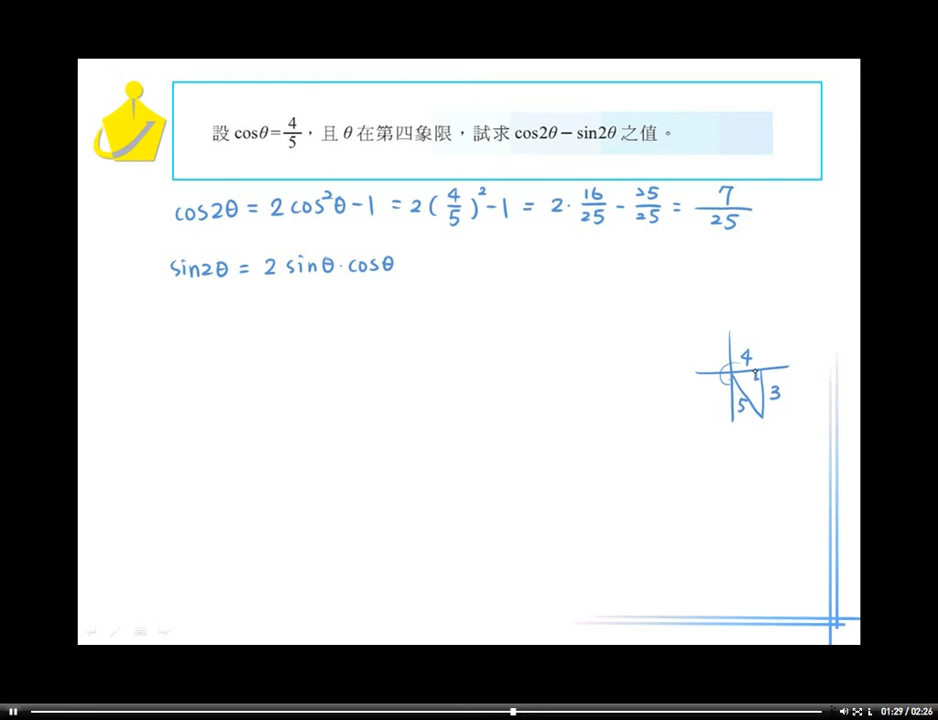 設 cosθ=4/5，且 θ 在第四象限，試求 cos2θ－sin2θ 之值。
cos2θ = 2 cos²θ - 1 = 2(4/5)² - 1 = 2·16/25 - 25/25 = 7/25
sin2θ = 2 sinθ·cosθ
4
3
5
01:29 / 02:26